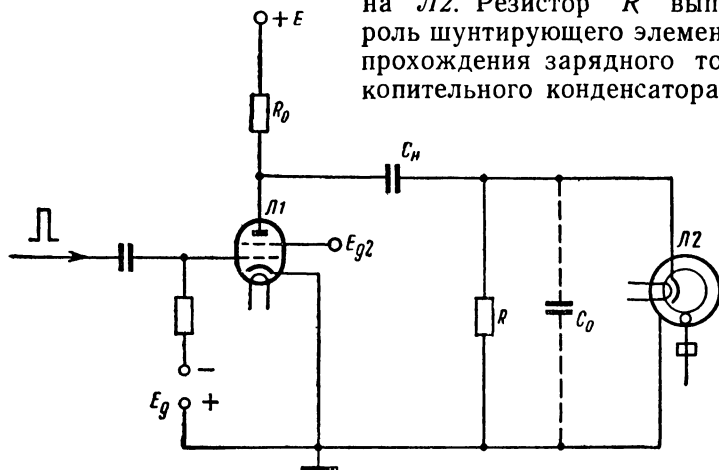 на Л2. Резистор R вып
роль шунтирующего элемен
прохождения зарядного то
копительного конденсатора
+ E
R₀
Cн
Л1
Eg2
Л2
R
C₀
−
Eg
+